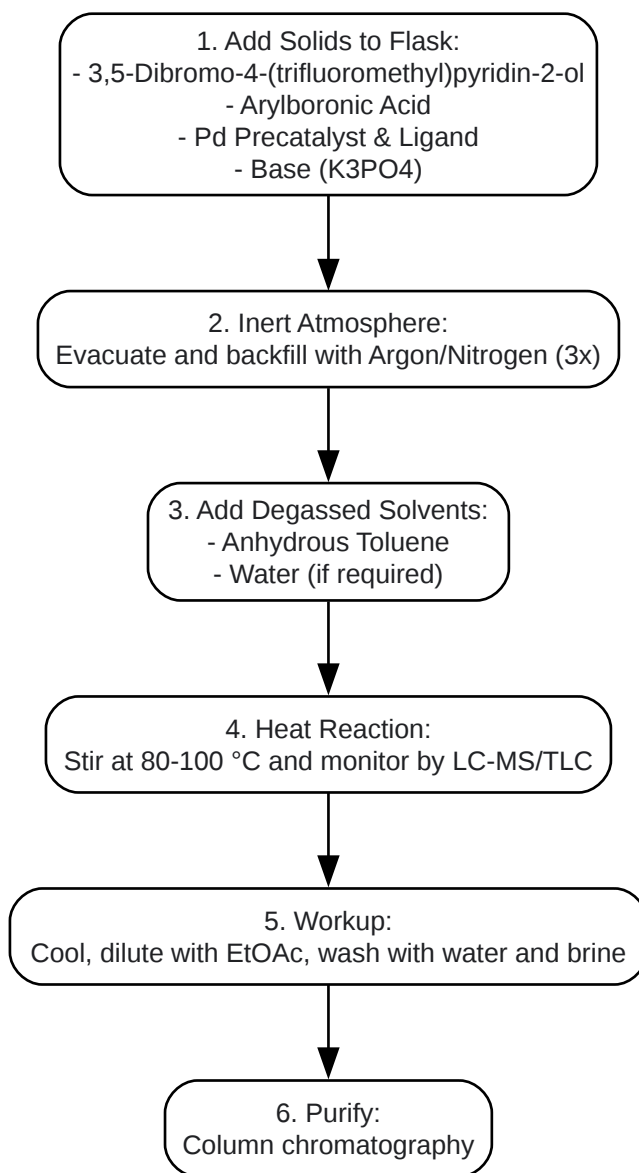 1. Add Solids to Flask:
- 3,5-Dibromo-4-(trifluoromethyl)pyridin-2-ol
- Arylboronic Acid
- Pd Precatalyst & Ligand
- Base (K3PO4)
2. Inert Atmosphere:
Evacuate and backfill with Argon/Nitrogen (3x)
3. Add Degassed Solvents:
- Anhydrous Toluene
- Water (if required)
4. Heat Reaction:
Stir at 80-100 °C and monitor by LC-MS/TLC
5. Workup:
Cool, dilute with EtOAc, wash with water and brine
6. Purify:
Column chromatography